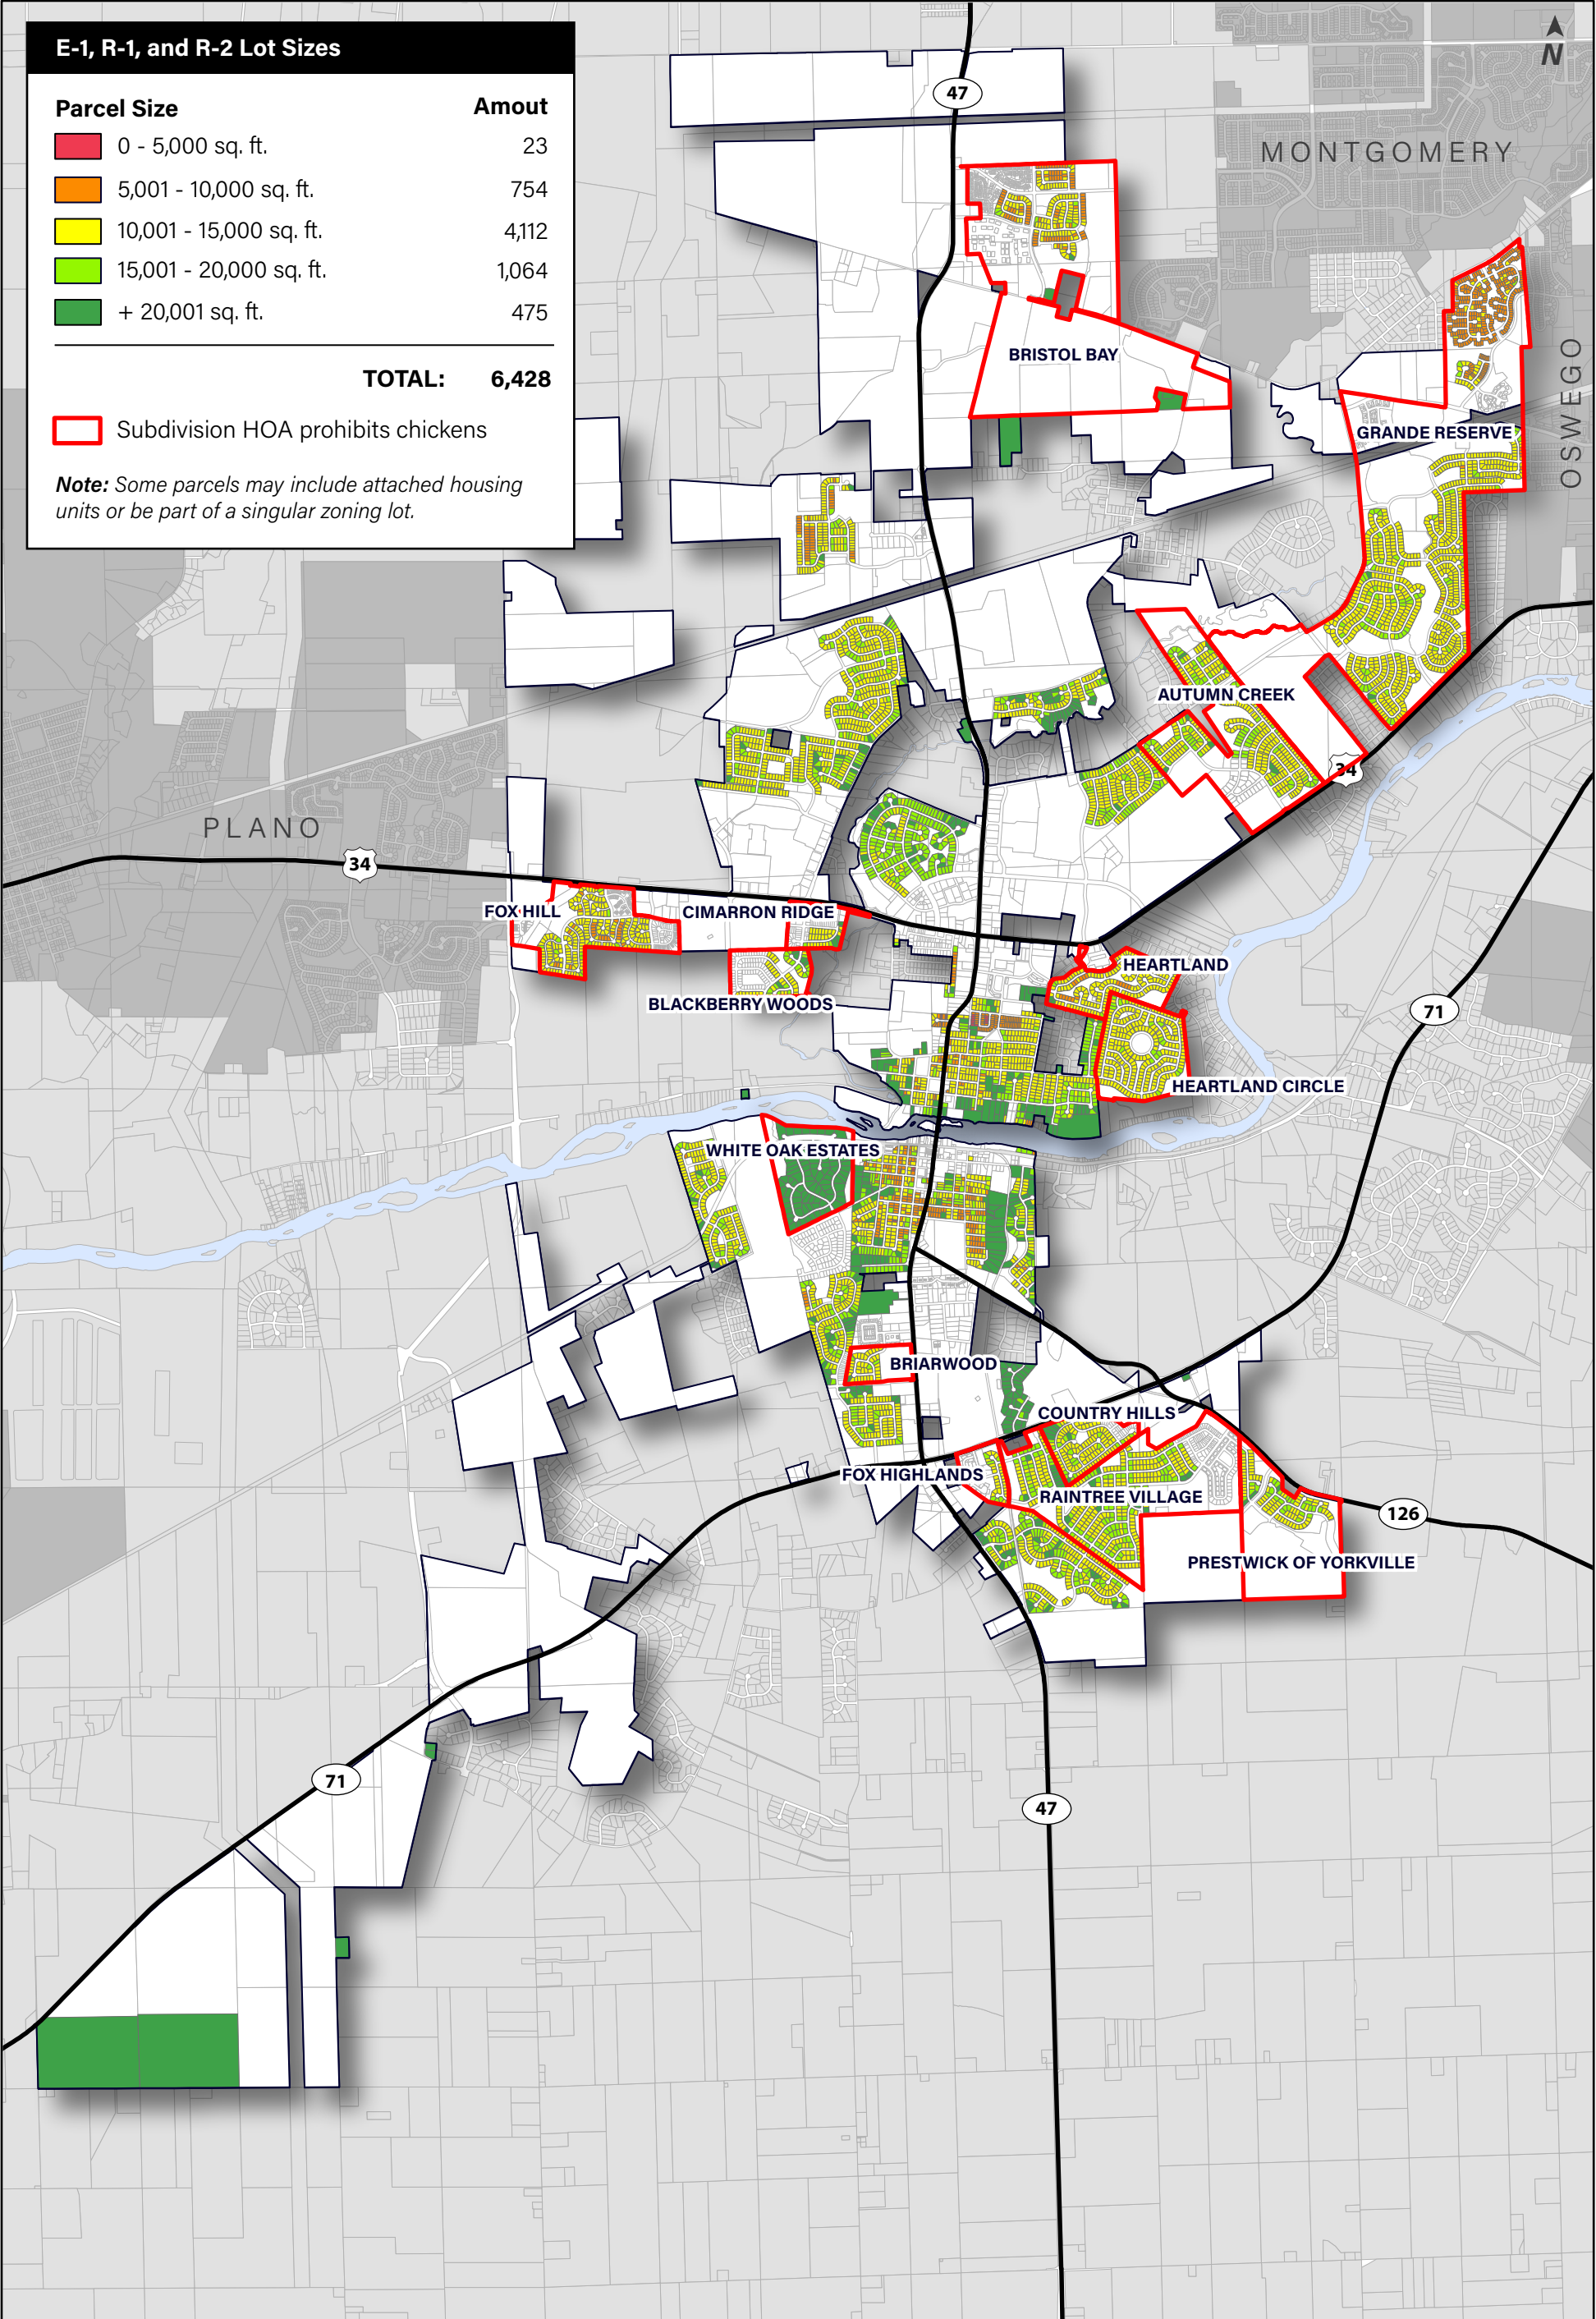 E-1, R-1, and R-2 Lot Sizes
Parcel Size Amout
0 - 5,000 sq. ft. 23
5,001 - 10,000 sq. ft. 754
10,001 - 15,000 sq. ft. 4,112
15,001 - 20,000 sq. ft. 1,064
+ 20,001 sq. ft. 475
TOTAL: 6,428
Subdivision HOA prohibits chickens
Note: Some parcels may include attached housing
units or be part of a singular zoning lot.
N
47
MONTGOMERY
OSWEGO
BRISTOL BAY
GRANDE RESERVE
AUTUMN CREEK
34
PLANO
34
FOX HILL
CIMARRON RIDGE
HEARTLAND
BLACKBERRY WOODS
71
HEARTLAND CIRCLE
WHITE OAK ESTATES
BRIARWOOD
COUNTRY HILLS
FOX HIGHLANDS
RAINTREE VILLAGE
126
PRESTWICK OF YORKVILLE
71
47